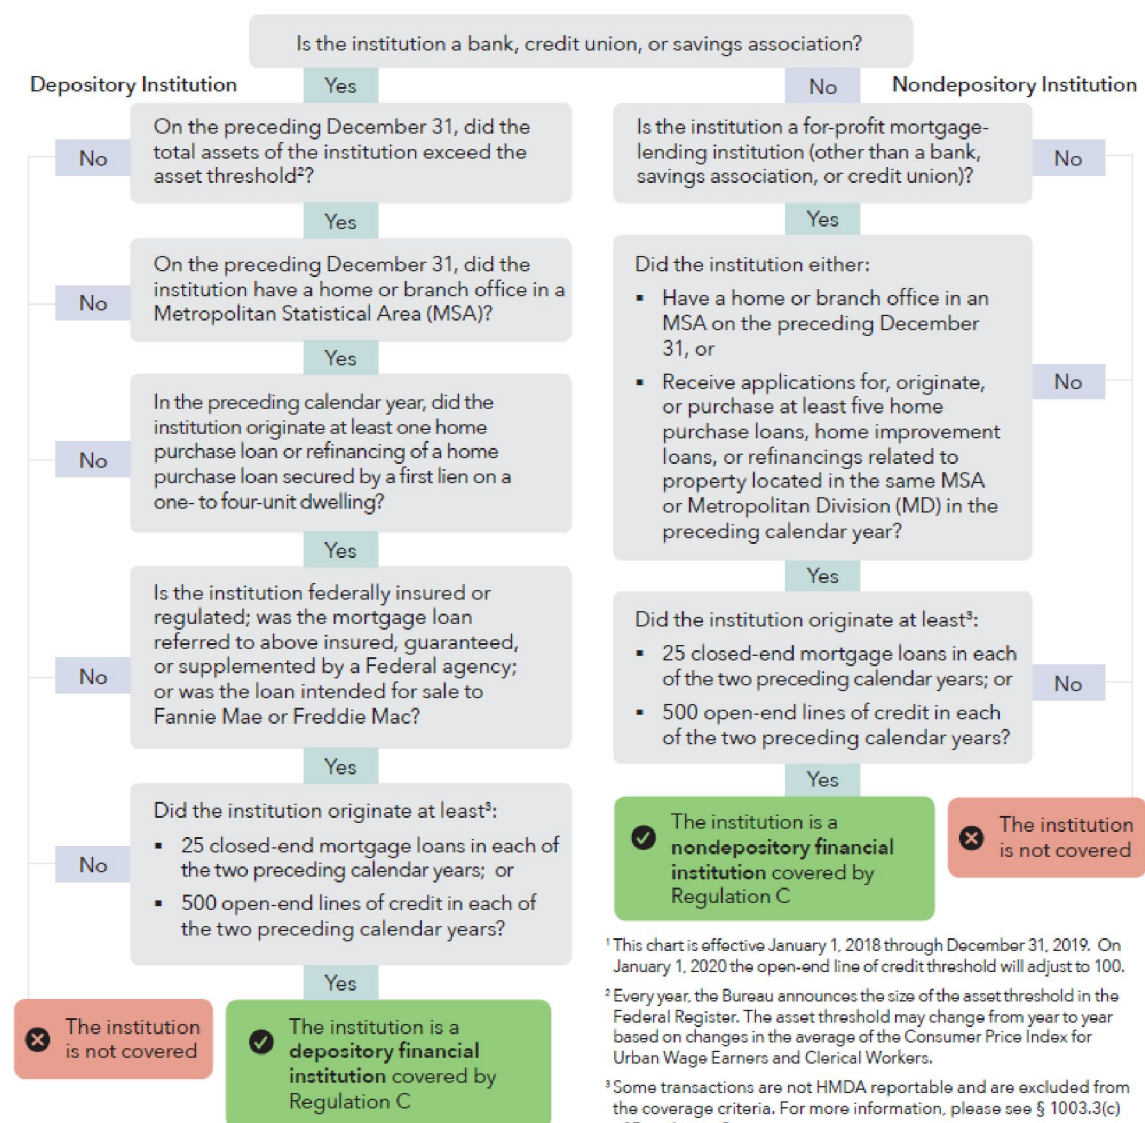 Is the institution a bank, credit union, or savings association?
Depository Institution
Yes
No
Nondepository Institution
On the preceding December 31, did the
total assets of the institution exceed the
asset threshold²?
No
Yes
On the preceding December 31, did the
institution have a home or branch office in a
Metropolitan Statistical Area (MSA)?
No
Yes
In the preceding calendar year, did the
institution originate at least one home
purchase loan or refinancing of a home
purchase loan secured by a first lien on a
one- to four-unit dwelling?
No
Yes
Is the institution federally insured or
regulated; was the mortgage loan
referred to above insured, guaranteed,
or supplemented by a Federal agency;
or was the loan intended for sale to
Fannie Mae or Freddie Mac?
No
Yes
Did the institution originate at least³:
▪ 25 closed-end mortgage loans in each of
the two preceding calendar years; or
▪ 500 open-end lines of credit in each of
the two preceding calendar years?
No
Yes
The institution
is not covered
The institution is a
depository financial
institution covered by
Regulation C
Is the institution a for-profit mortgage-
lending institution (other than a bank,
savings association, or credit union)?
No
Yes
Did the institution either:
▪ Have a home or branch office in an
MSA on the preceding December
31, or
▪ Receive applications for, originate,
or purchase at least five home
purchase loans, home improvement
loans, or refinancings related to
property located in the same MSA
or Metropolitan Division (MD) in the
preceding calendar year?
No
Yes
Did the institution originate at least³:
▪ 25 closed-end mortgage loans in each
of the two preceding calendar years; or
▪ 500 open-end lines of credit in each
of the two preceding calendar years?
No
Yes
The institution is a
nondepository financial
institution covered by
Regulation C
The institution
is not covered
¹ This chart is effective January 1, 2018 through December 31, 2019. On
January 1, 2020 the open-end line of credit threshold will adjust to 100.
² Every year, the Bureau announces the size of the asset threshold in the
Federal Register. The asset threshold may change from year to year
based on changes in the average of the Consumer Price Index for
Urban Wage Earners and Clerical Workers.
³ Some transactions are not HMDA reportable and are excluded from
the coverage criteria. For more information, please see § 1003.3(c)